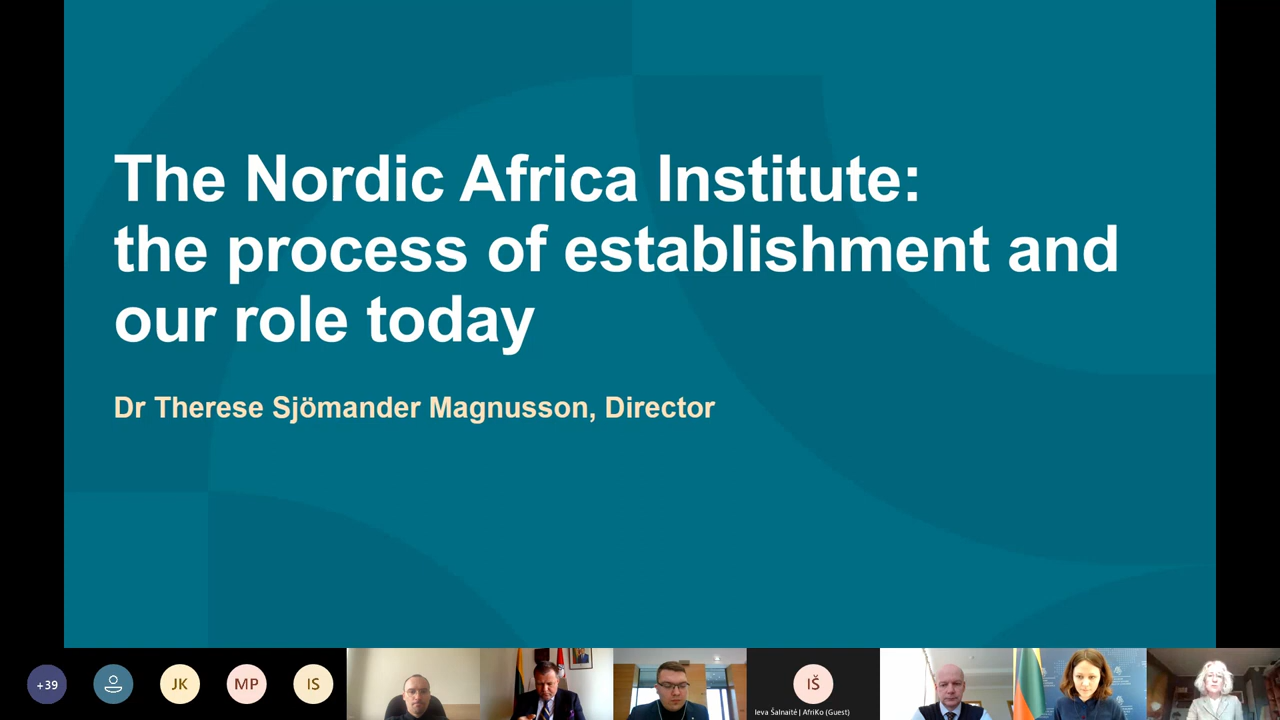 The Nordic Africa Institute:
the process of establishment and
our role today
Dr Therese Sjömander Magnusson, Director
+39
JK
MP
IS
IŠ
Ieva Šalnaitė | AfriKo (Guest)